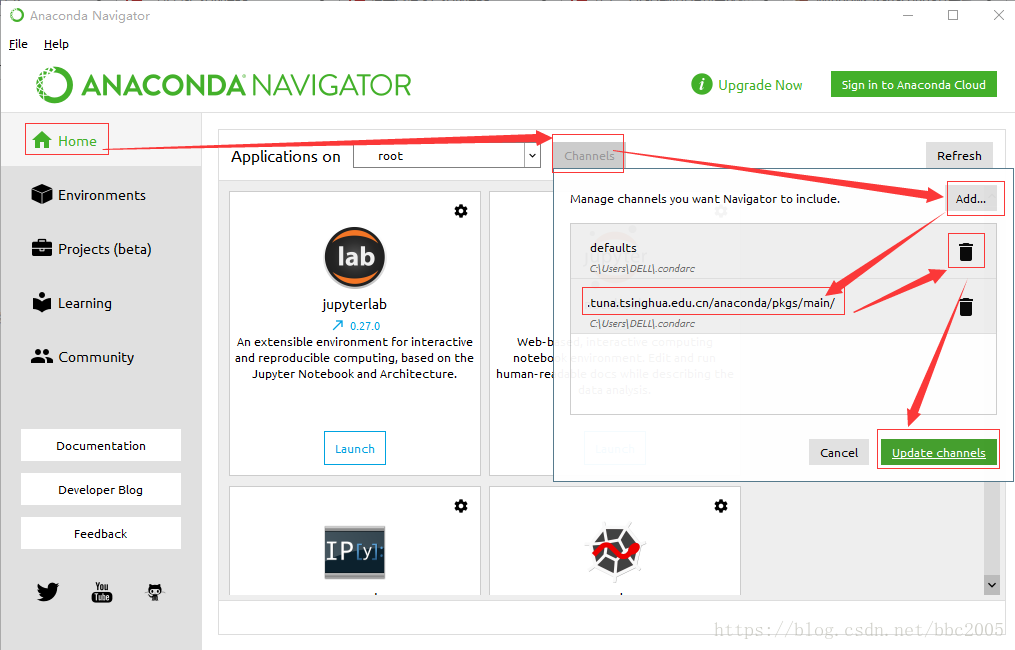 Anaconda Navigator
File Help
ANACONDA NAVIGATOR
i Upgrade Now
Sign in to Anaconda Cloud
Home
Environments
Projects (beta)
Learning
Community
Documentation
Developer Blog
Feedback
You
Tube
Applications on root Channels Refresh
lab
jupyterlab
0.27.0
An extensible environment for interactive
and reproducible computing, based on the
Jupyter Notebook and Architecture.
Launch
Manage channels you want Navigator to include.
Add...
defaults
C\Users\DELL\.condarc
.tuna.tsinghua.edu.cn/anaconda/pkgs/main/
C\Users\DELL\.condarc
jupyter
Web-based, interactive computing
notebook environment. Edit and run
human-readable docs while describing the
data analysis.
Launch
Cancel Update channels
IP[y]:
https://blog.csdn.net/bbc2005